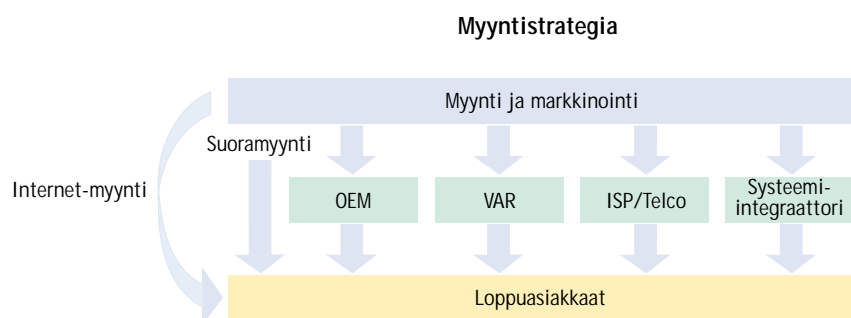 Myyntistrategia
Myynti ja markkinointi
Suoramyynti
Internet-myynti
OEM
VAR
ISP/Telco
Systeemi-
integraattori
Loppuasiakkaat